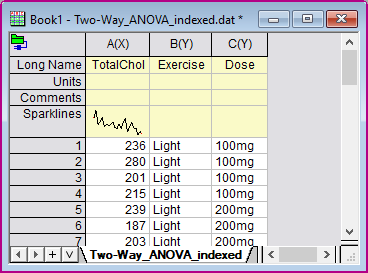 Book1 - Two-Way_ANOVA_indexed.dat *
A(X) B(Y) C(Y)
Long Name TotalChol Exercise Dose
Units
Comments
Sparklines
1 236 Light 100mg
2 280 Light 100mg
3 201 Light 100mg
4 215 Light 100mg
5 239 Light 200mg
6 187 Light 200mg
7 203 Light 200mg
Two-Way_ANOVA_indexed